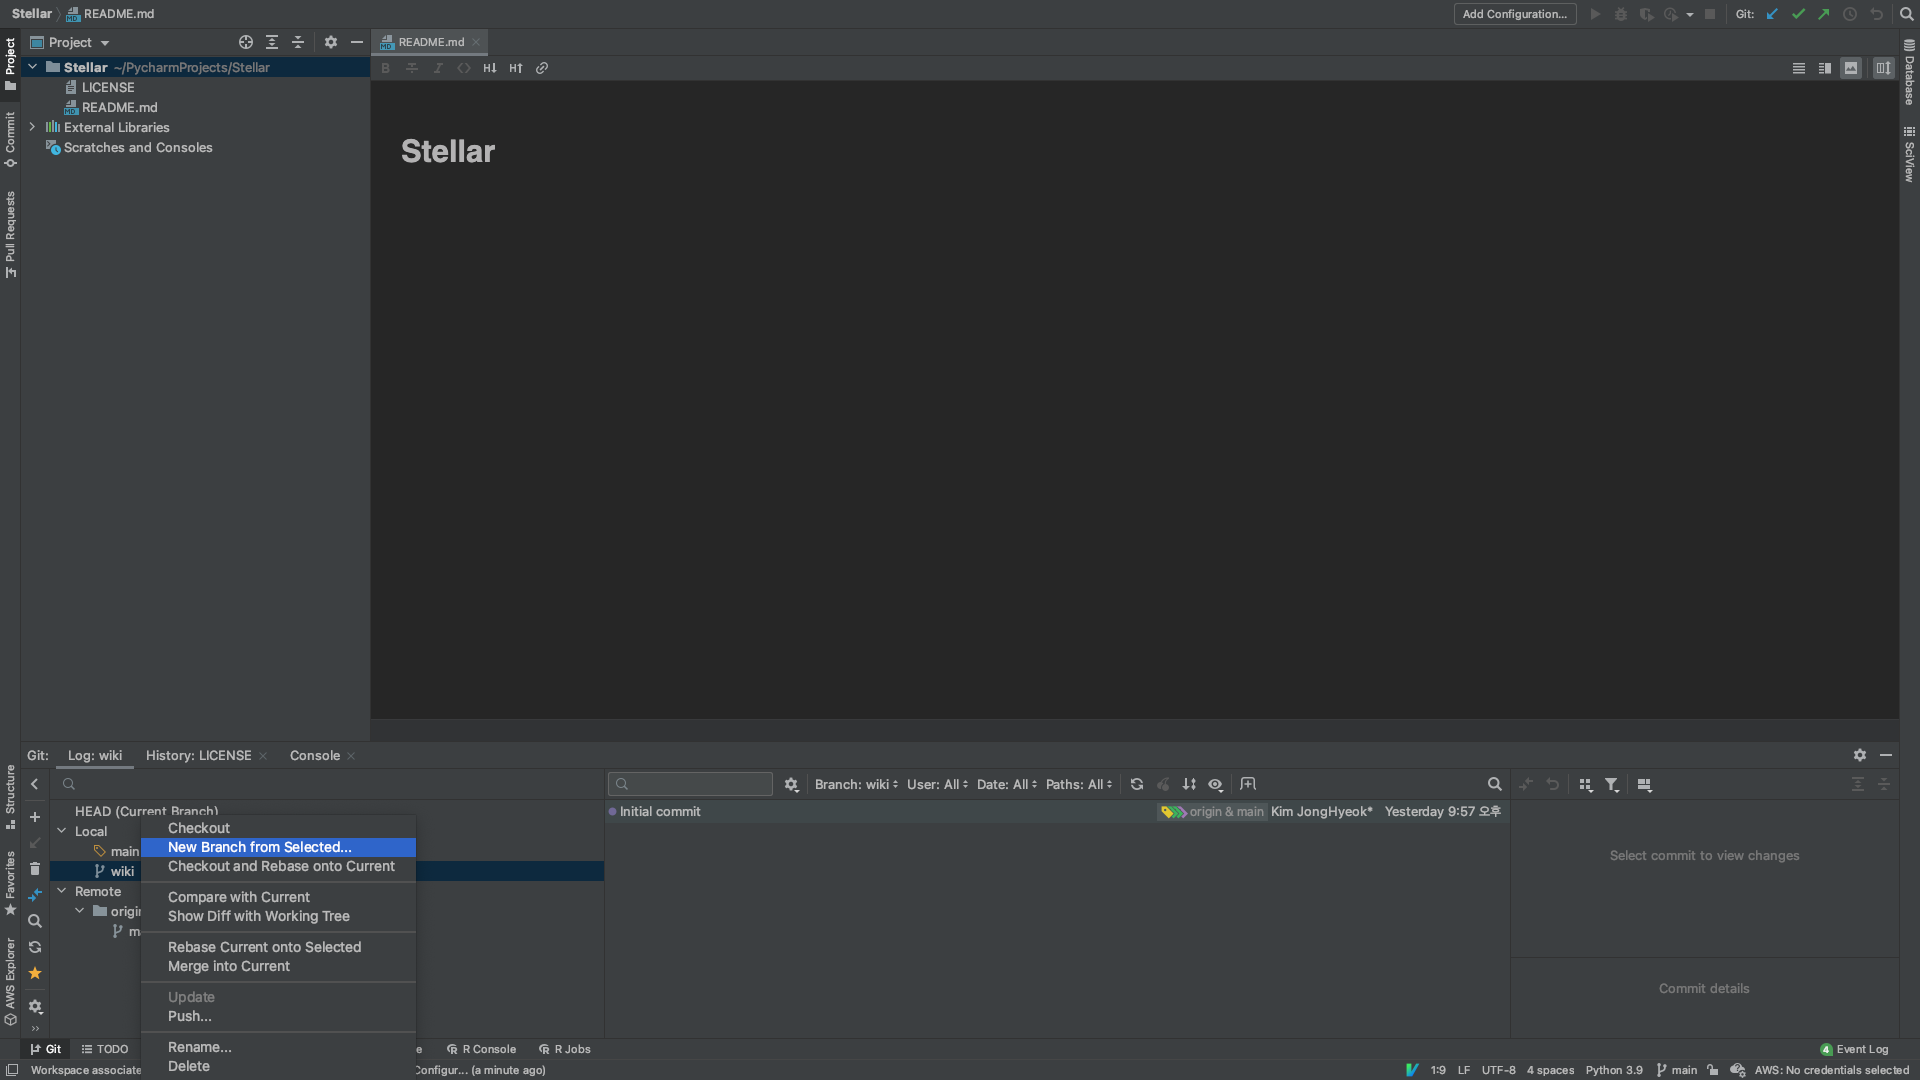 Stellar README.md Add Configuration... Git:
Project Project README.md
Stellar ~/PycharmProjects/Stellar
LICENSE
README.md
External Libraries
Scratches and Consoles
Commit
Pull Requests
Database
SciView
Stellar
Git: Log: wiki History: LICENSE Console
Branch: wiki User: All Date: All Paths: All
HEAD (Current Branch)
Initial commit origin & main Kim JongHyeok* Yesterday 9:57 오후
Local
main
wiki
Remote
Checkout
New Branch from Selected...
Checkout and Rebase onto Current
Compare with Current
Show Diff with Working Tree
Rebase Current onto Selected
Merge into Current
Update
Push...
Rename...
Delete
Select commit to view changes
Commit details
Structure
Favorites
AWS Explorer
Git TODO R Console R Jobs 4 Event Log
Workspace associate Configur... (a minute ago) 1:9 LF UTF-8 4 spaces Python 3.9 main AWS: No credentials selected